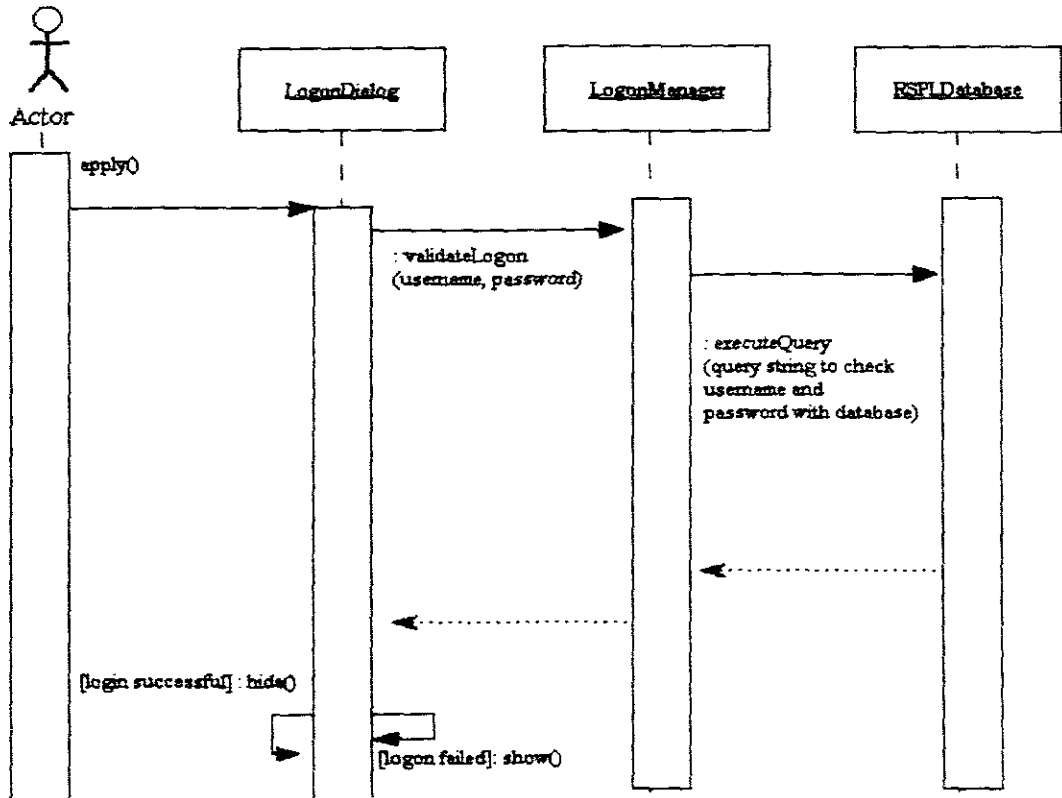 Actor
LogonDialog
LogonManager
RSPLDatabase
apply()
: validateLogon
(username, password)
: executeQuery
(query string to check
username and
password with database)
[login successful] : hide()
[logon failed]: show()